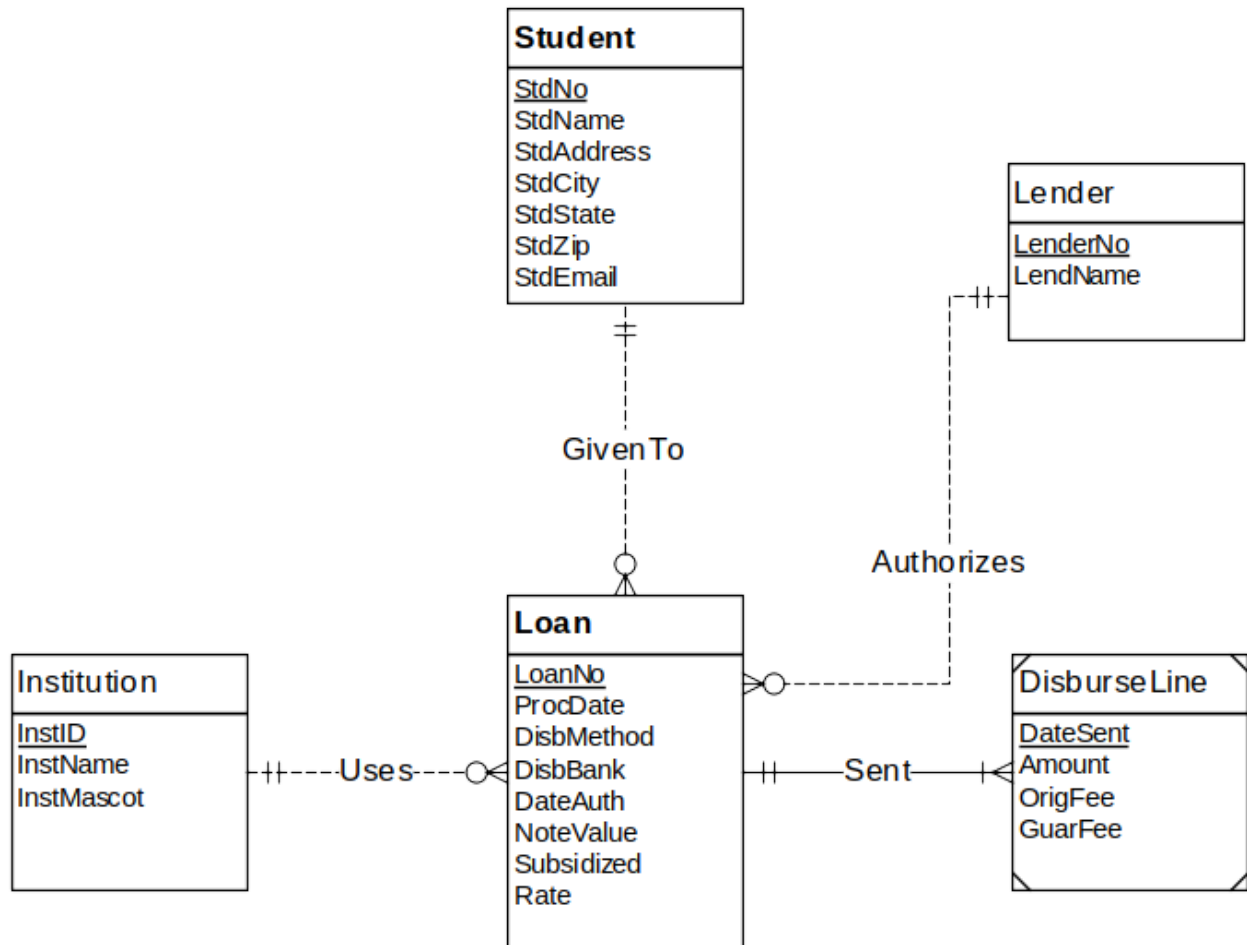 Student
StdNo
StdName
StdAddress
StdCity
StdState
StdZip
StdEmail
Lender
LenderNo
LendName
GivenTo
Authorizes
Institution
InstID
InstName
InstMascot
Uses
Loan
LoanNo
ProcDate
DisbMethod
DisbBank
DateAuth
NoteValue
Subsidized
Rate
Sent
DisburseLine
DateSent
Amount
OrigFee
GuarFee